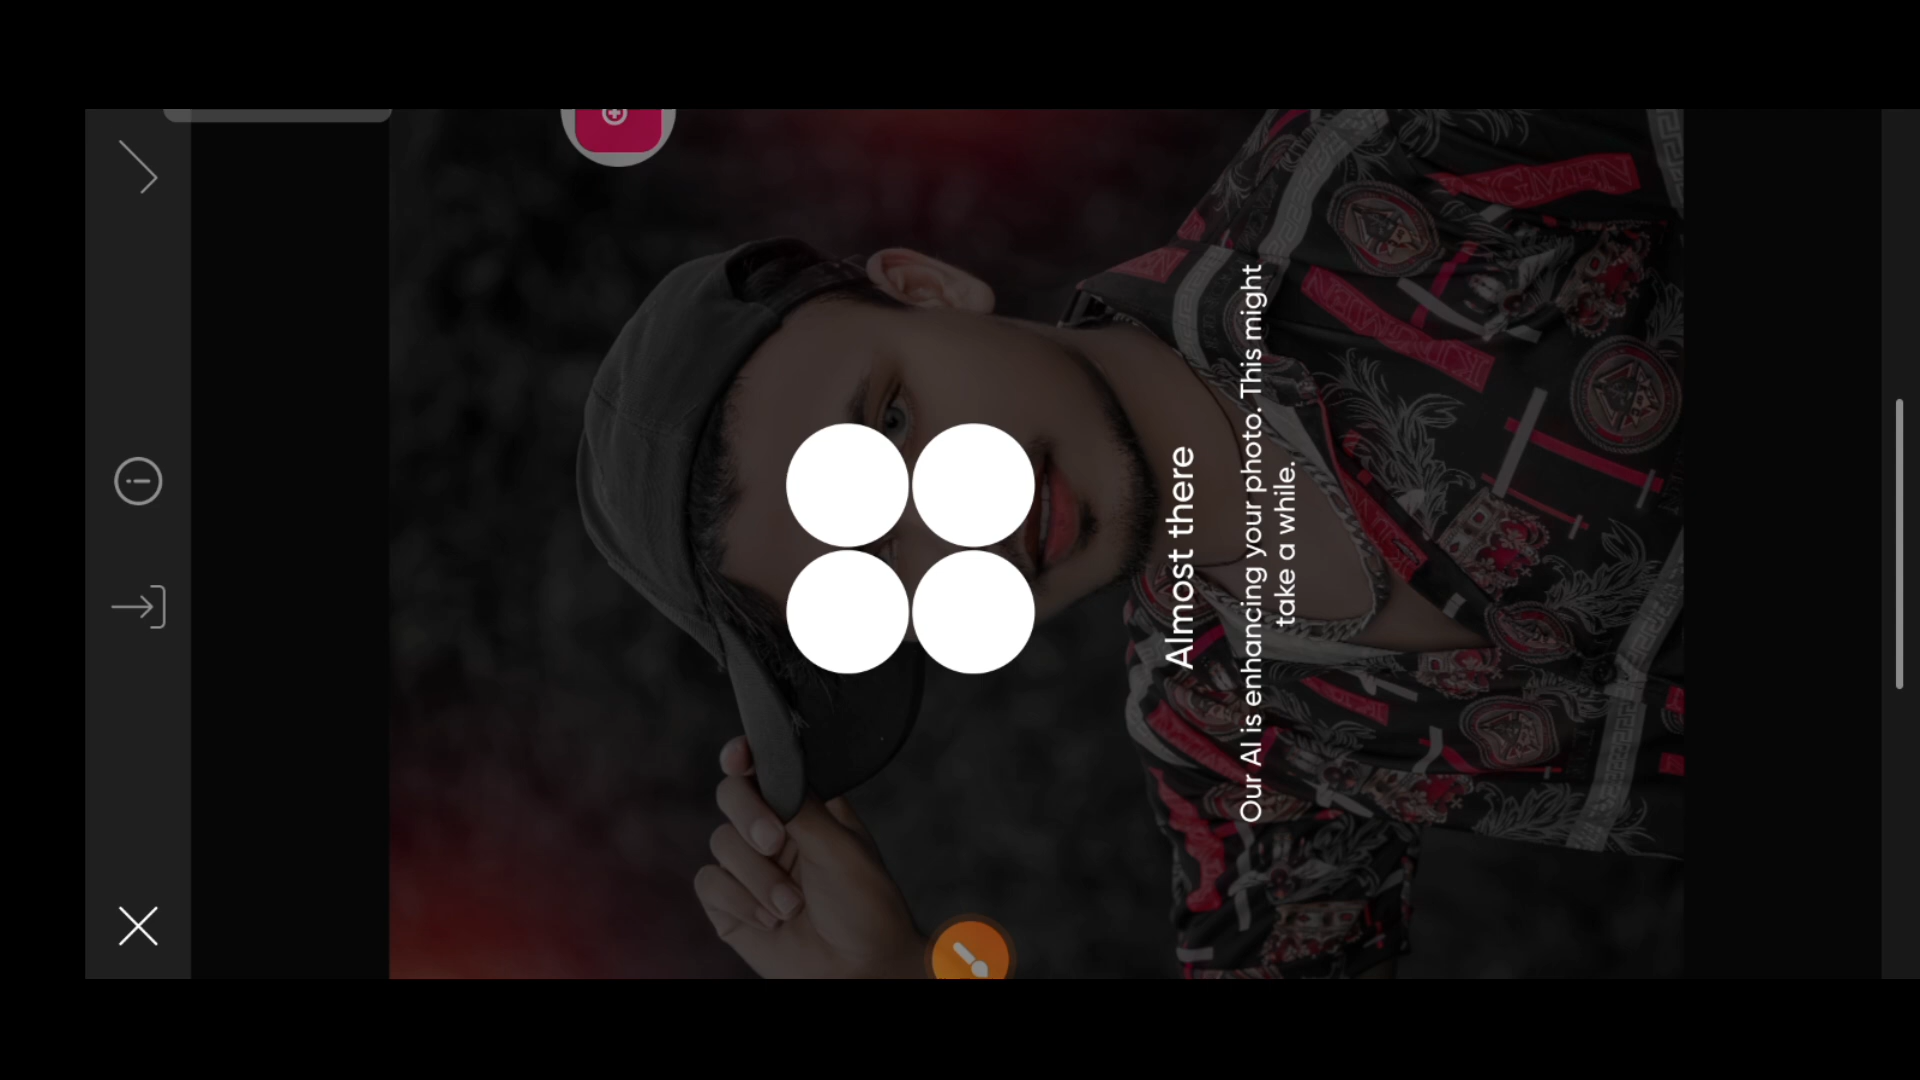 Almost there
Our AI is enhancing your photo. This might
take a while.